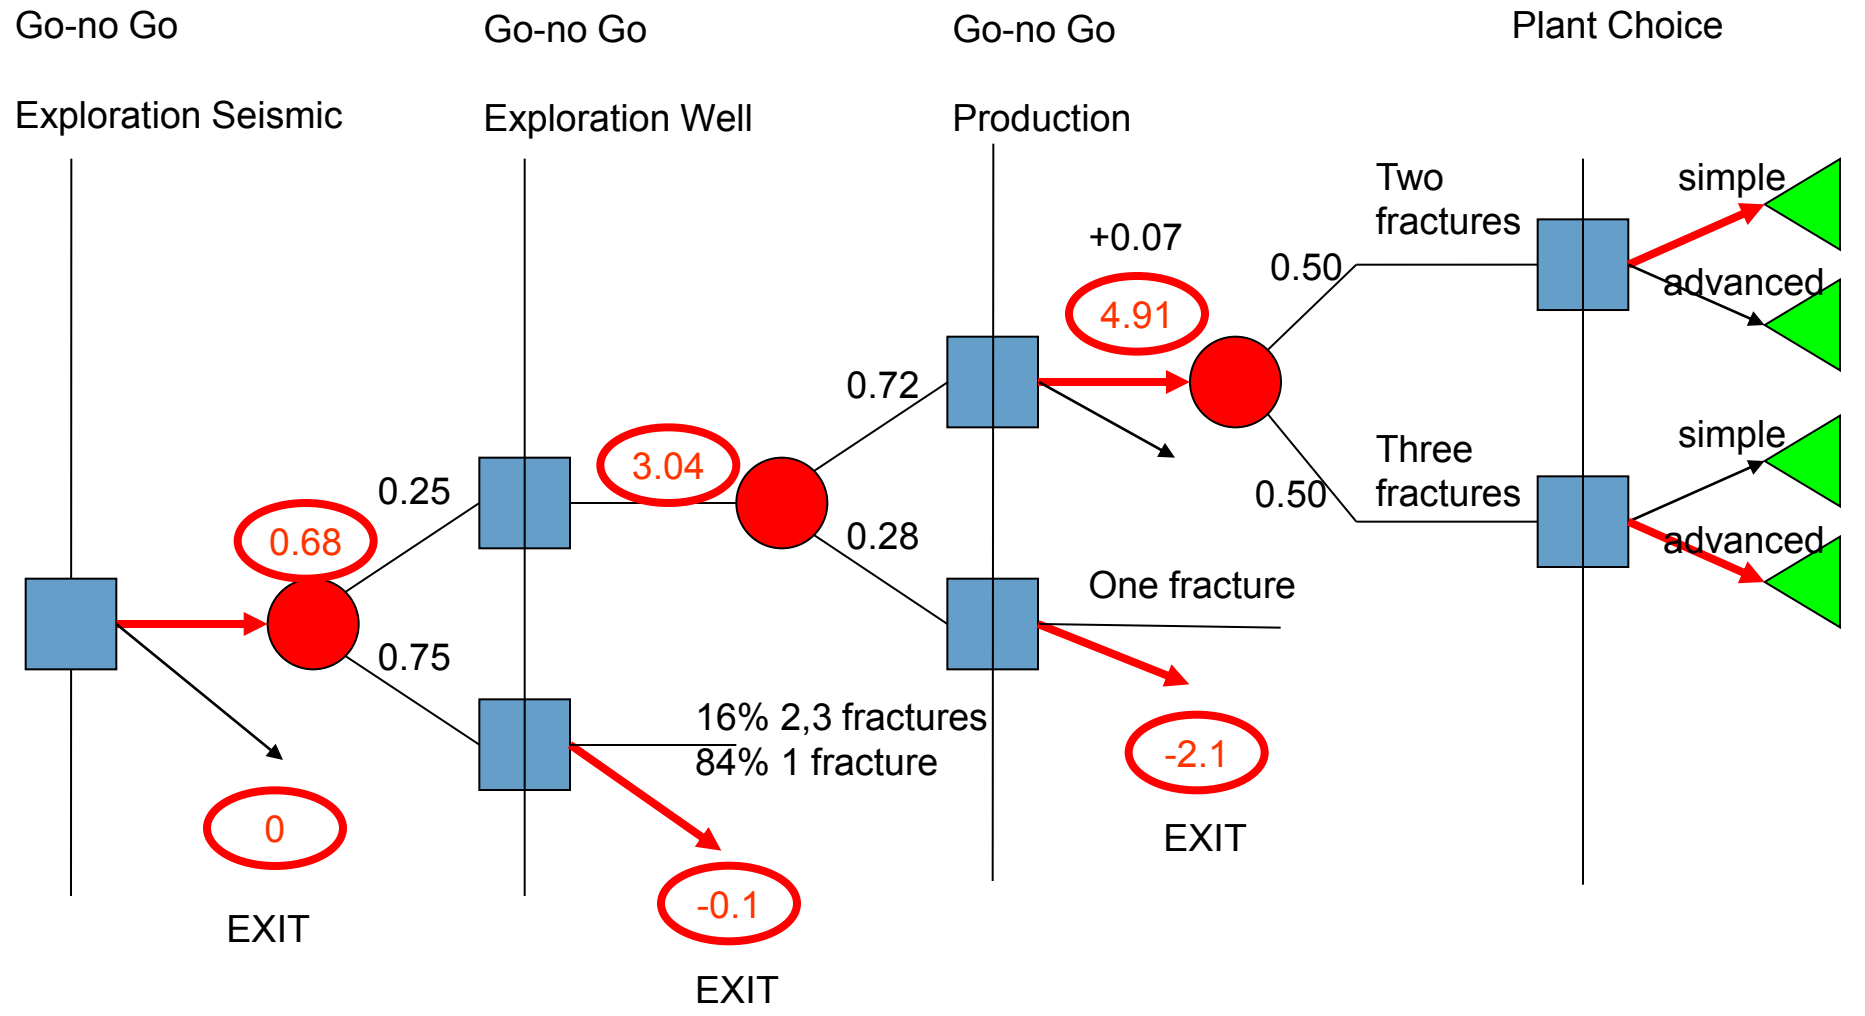 Go-no Go
Exploration Seismic
Go-no Go
Exploration Well
Go-no Go
Production
Plant Choice
0.68
0.25
0.75
0
EXIT
3.04
0.72
0.28
16% 2,3 fractures
84% 1 fracture
-0.1
EXIT
+0.07
4.91
0.50
0.50
One fracture
-2.1
EXIT
Two
fractures
Three
fractures
simple
advanced
simple
advanced